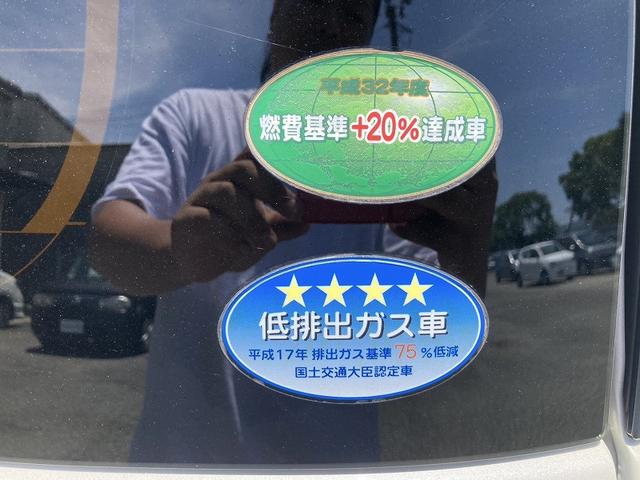 平成32年度
燃費基準+20%達成車
★★★★
低排出ガス車
平成17年 排出ガス基準 75 %低減
国土交通大臣認定車